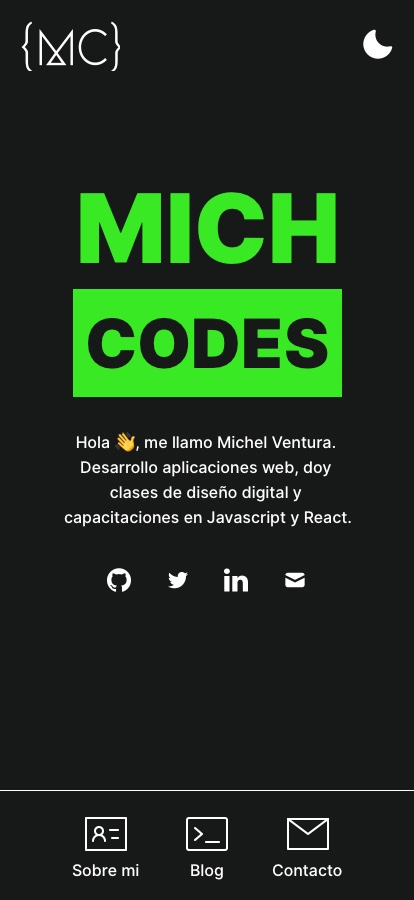 {MC}
MICH
CODES
Hola 👋, me llamo Michel Ventura.
Desarrollo aplicaciones web, doy
clases de diseño digital y
capacitaciones en Javascript y React.
Sobre mi
Blog
Contacto